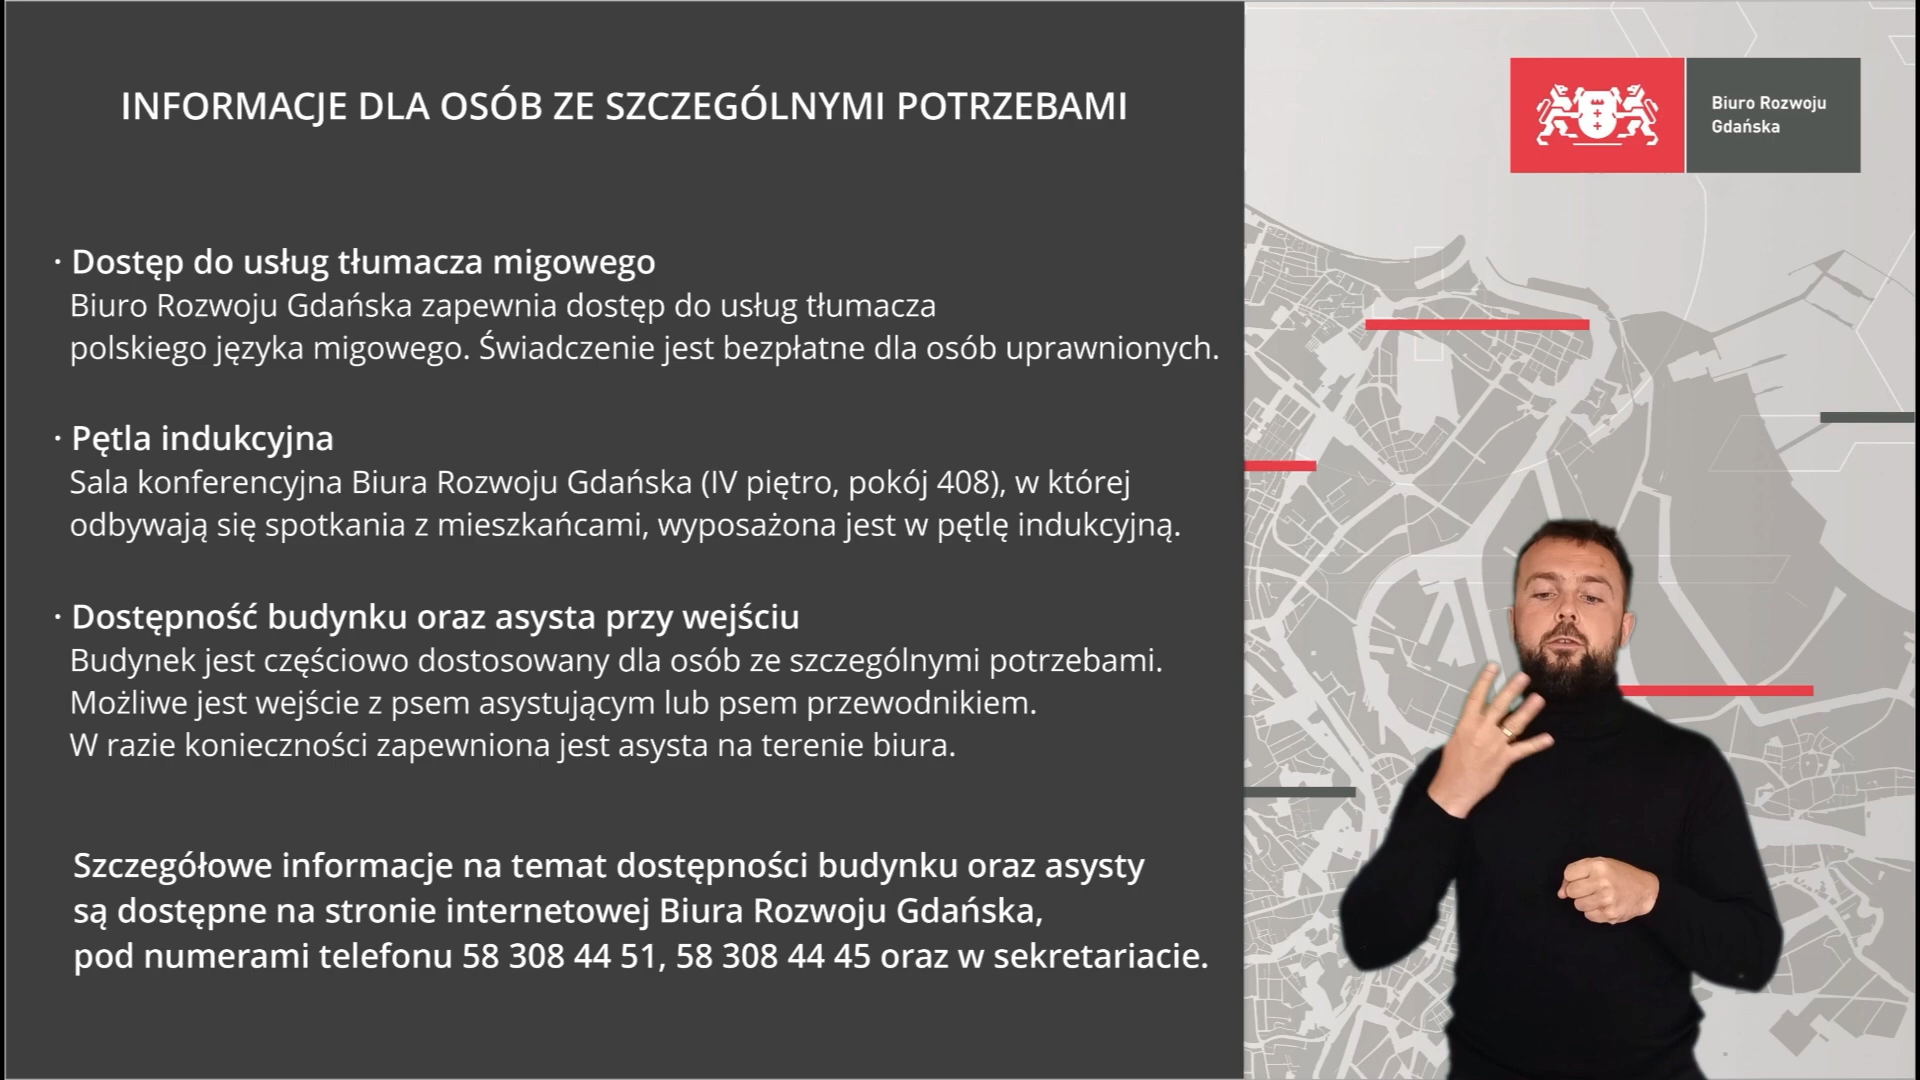 INFORMACJE DLA OSÓB ZE SZCZEGÓLNYMI POTRZEBAMI
Biuro Rozwoju
Gdańska
· Dostęp do usług tłumacza migowego
Biuro Rozwoju Gdańska zapewnia dostęp do usług tłumacza
polskiego języka migowego. Świadczenie jest bezpłatne dla osób uprawnionych.
· Pętla indukcyjna
Sala konferencyjna Biura Rozwoju Gdańska (IV piętro, pokój 408), w której
odbywają się spotkania z mieszkańcami, wyposażona jest w pętlę indukcyjną.
· Dostępność budynku oraz asysta przy wejściu
Budynek jest częściowo dostosowany dla osób ze szczególnymi potrzebami.
Możliwe jest wejście z psem asystującym lub psem przewodnikiem.
W razie konieczności zapewniona jest asysta na terenie biura.
Szczegółowe informacje na temat dostępności budynku oraz asysty
są dostępne na stronie internetowej Biura Rozwoju Gdańska,
pod numerami telefonu 58 308 44 51, 58 308 44 45 oraz w sekretariacie.